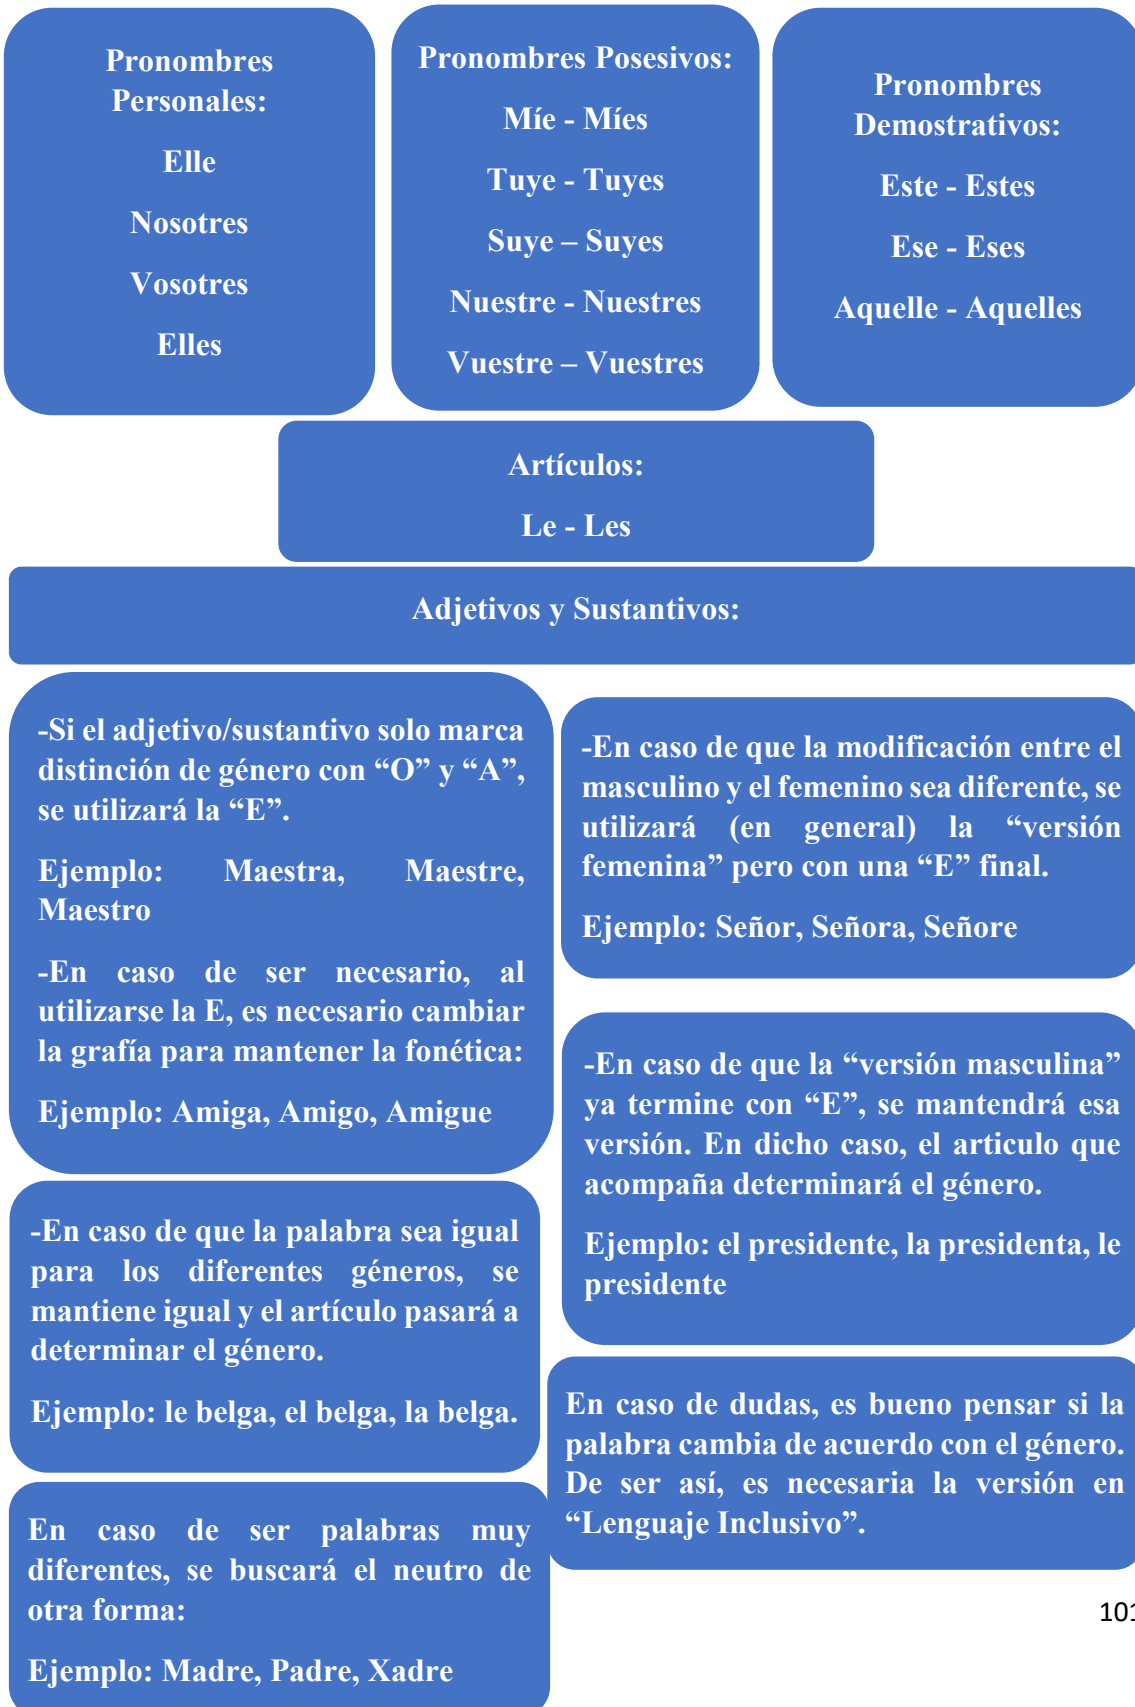 Pronombres
Personales:
Elle
Nosotres
Vosotres
Elles
Pronombres Posesivos:
Míe - Míes
Tuye - Tuyes
Suye – Suyes
Nuestre - Nuestres
Vuestre – Vuestres
Pronombres
Demostrativos:
Este - Estes
Ese - Eses
Aquelle - Aquelles
Artículos:
Le - Les
Adjetivos y Sustantivos:
-Si el adjetivo/sustantivo solo marca
distinción de género con “O” y “A”,
se utilizará la “E”.
Ejemplo: Maestra, Maestre,
Maestro
-En caso de ser necesario, al
utilizarse la E, es necesario cambiar
la grafía para mantener la fonética:
Ejemplo: Amiga, Amigo, Amigue
-En caso de que la modificación entre el
masculino y el femenino sea diferente, se
utilizará (en general) la “versión
femenina” pero con una “E” final.
Ejemplo: Señor, Señora, Señore
-En caso de que la “versión masculina”
ya termine con “E”, se mantendrá esa
versión. En dicho caso, el articulo que
acompaña determinará el género.
Ejemplo: el presidente, la presidenta, le
presidente
-En caso de que la palabra sea igual
para los diferentes géneros, se
mantiene igual y el artículo pasará a
determinar el género.
Ejemplo: le belga, el belga, la belga.
En caso de dudas, es bueno pensar si la
palabra cambia de acuerdo con el género.
De ser así, es necesaria la versión en
“Lenguaje Inclusivo”.
En caso de ser palabras muy
diferentes, se buscará el neutro de
otra forma:
Ejemplo: Madre, Padre, Xadre
101